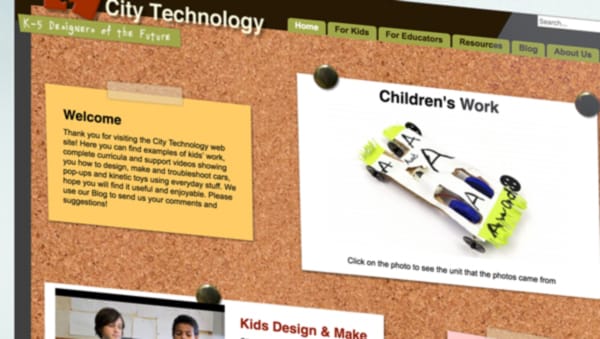 City Technology
K-5 Designers of the Future
Home
For Kids
For Educators
Resources
Blog
About Us
Search...
Welcome
Thank you for visiting the City Technology web
site! Here you can find examples of kids' work,
complete curricula and support videos showing
you how to design, make and troubleshoot cars,
pop-ups and kinetic toys using everyday stuff. We
hope you will find it useful and enjoyable. Please
use our Blog to send us your comments and
suggestions!
Children's Work
A
A
A
A
Click on the photo to see the unit that the photos came from
Kids Design & Make